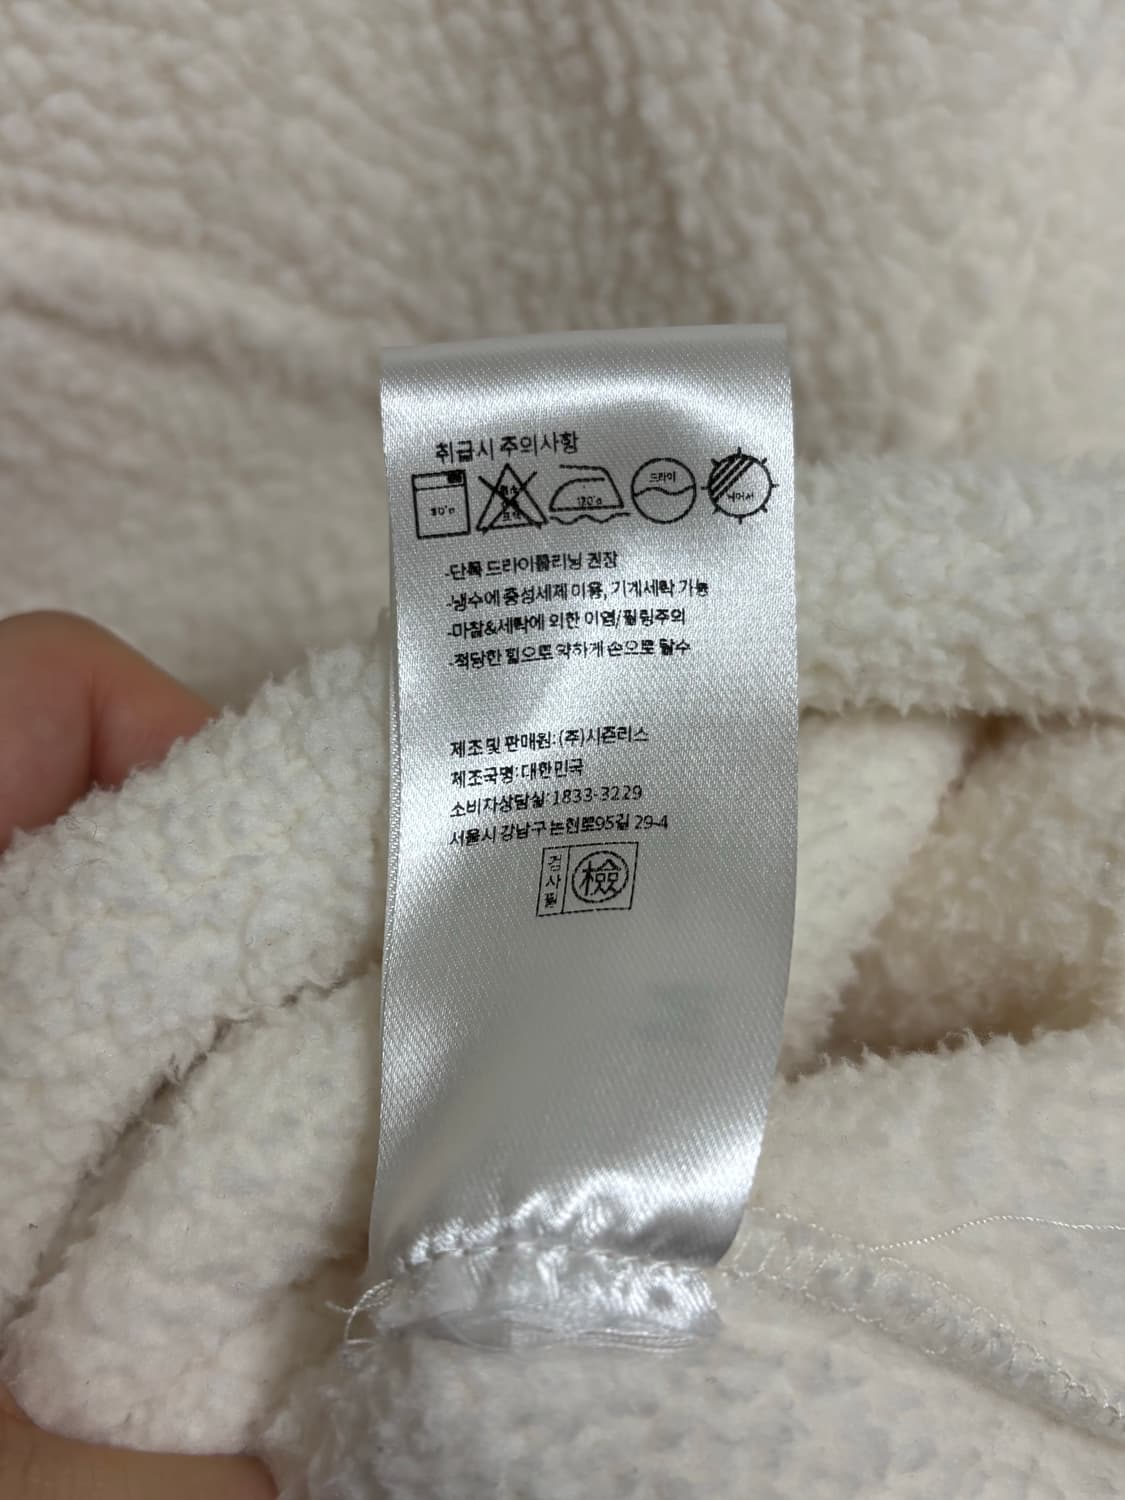 취급시 주의사항
드라이
120°c
뉘어서
-단독 드라이클리닝 권장
-냉수에 중성세제 이용, 기계세탁 가능
-마찰&세탁에 의한 이염/필링주의
-적당한 힘으로 약하게 손으로 탈수
제조 및 판매원:(주)시즌리스
제조국명:대한민국
소비자상담실:1833-3229
서울시 강남구 논현로95길 29-4
검사필 檢